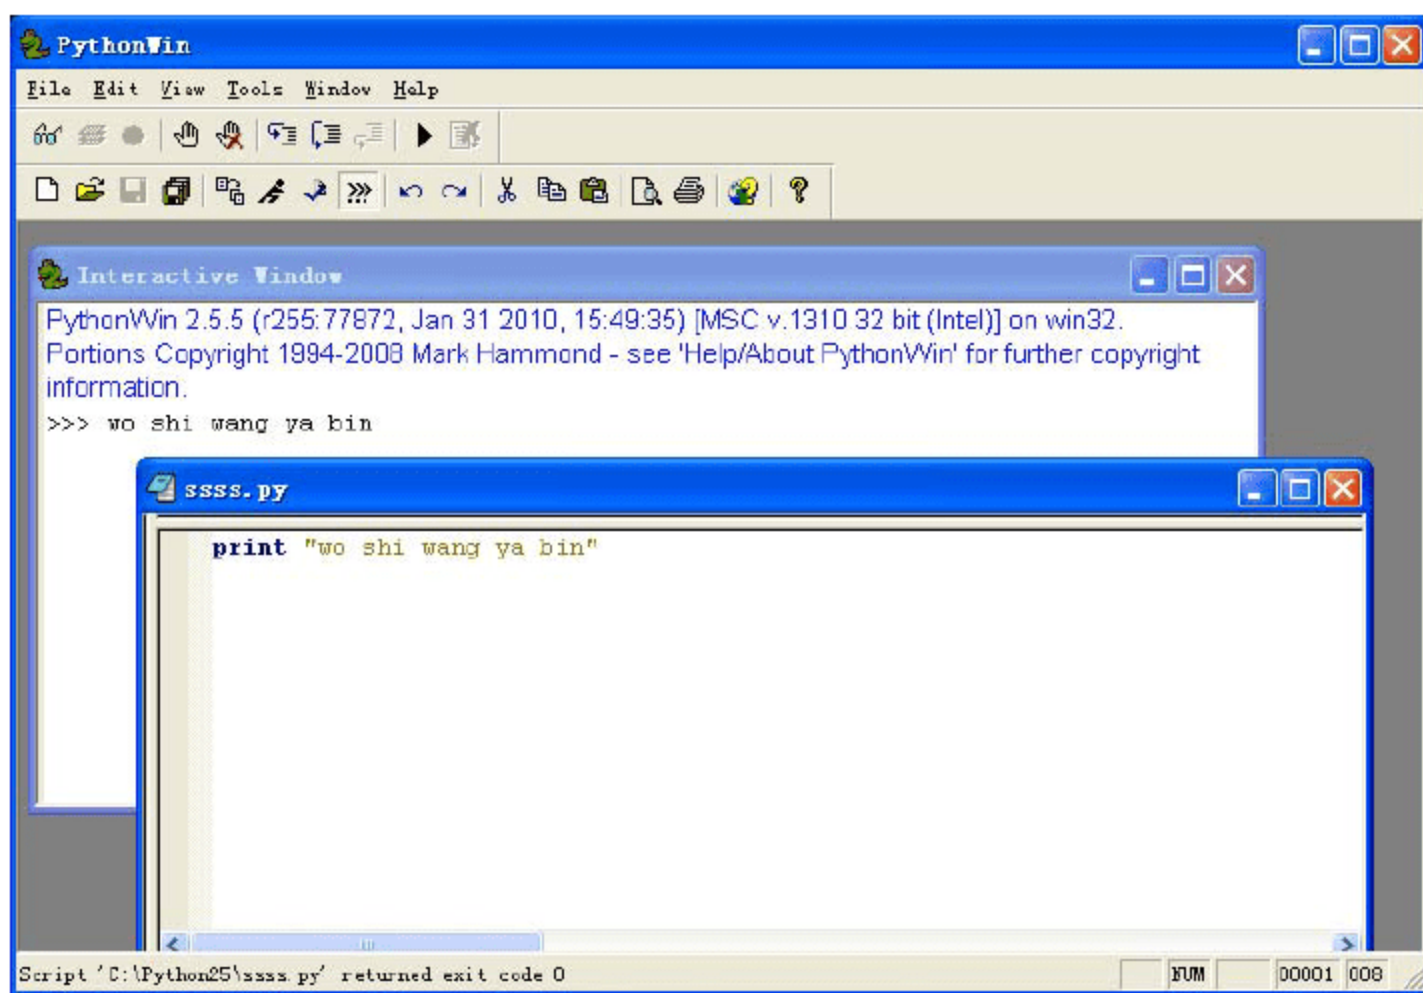 PythonWin
File Edit View Tools Window Help
Interactive Window
PythonWin 2.5.5 (r255:77872, Jan 31 2010, 15:49:35) [MSC v.1310 32 bit (Intel)] on win32.
Portions Copyright 1994-2008 Mark Hammond - see 'Help/About PythonWin' for further copyright
information.
>>> wo shi wang ya bin
ssss.py
print "wo shi wang ya bin"
Script 'C:\Python25\ssss.py' returned exit code 0 NUM 00001 008